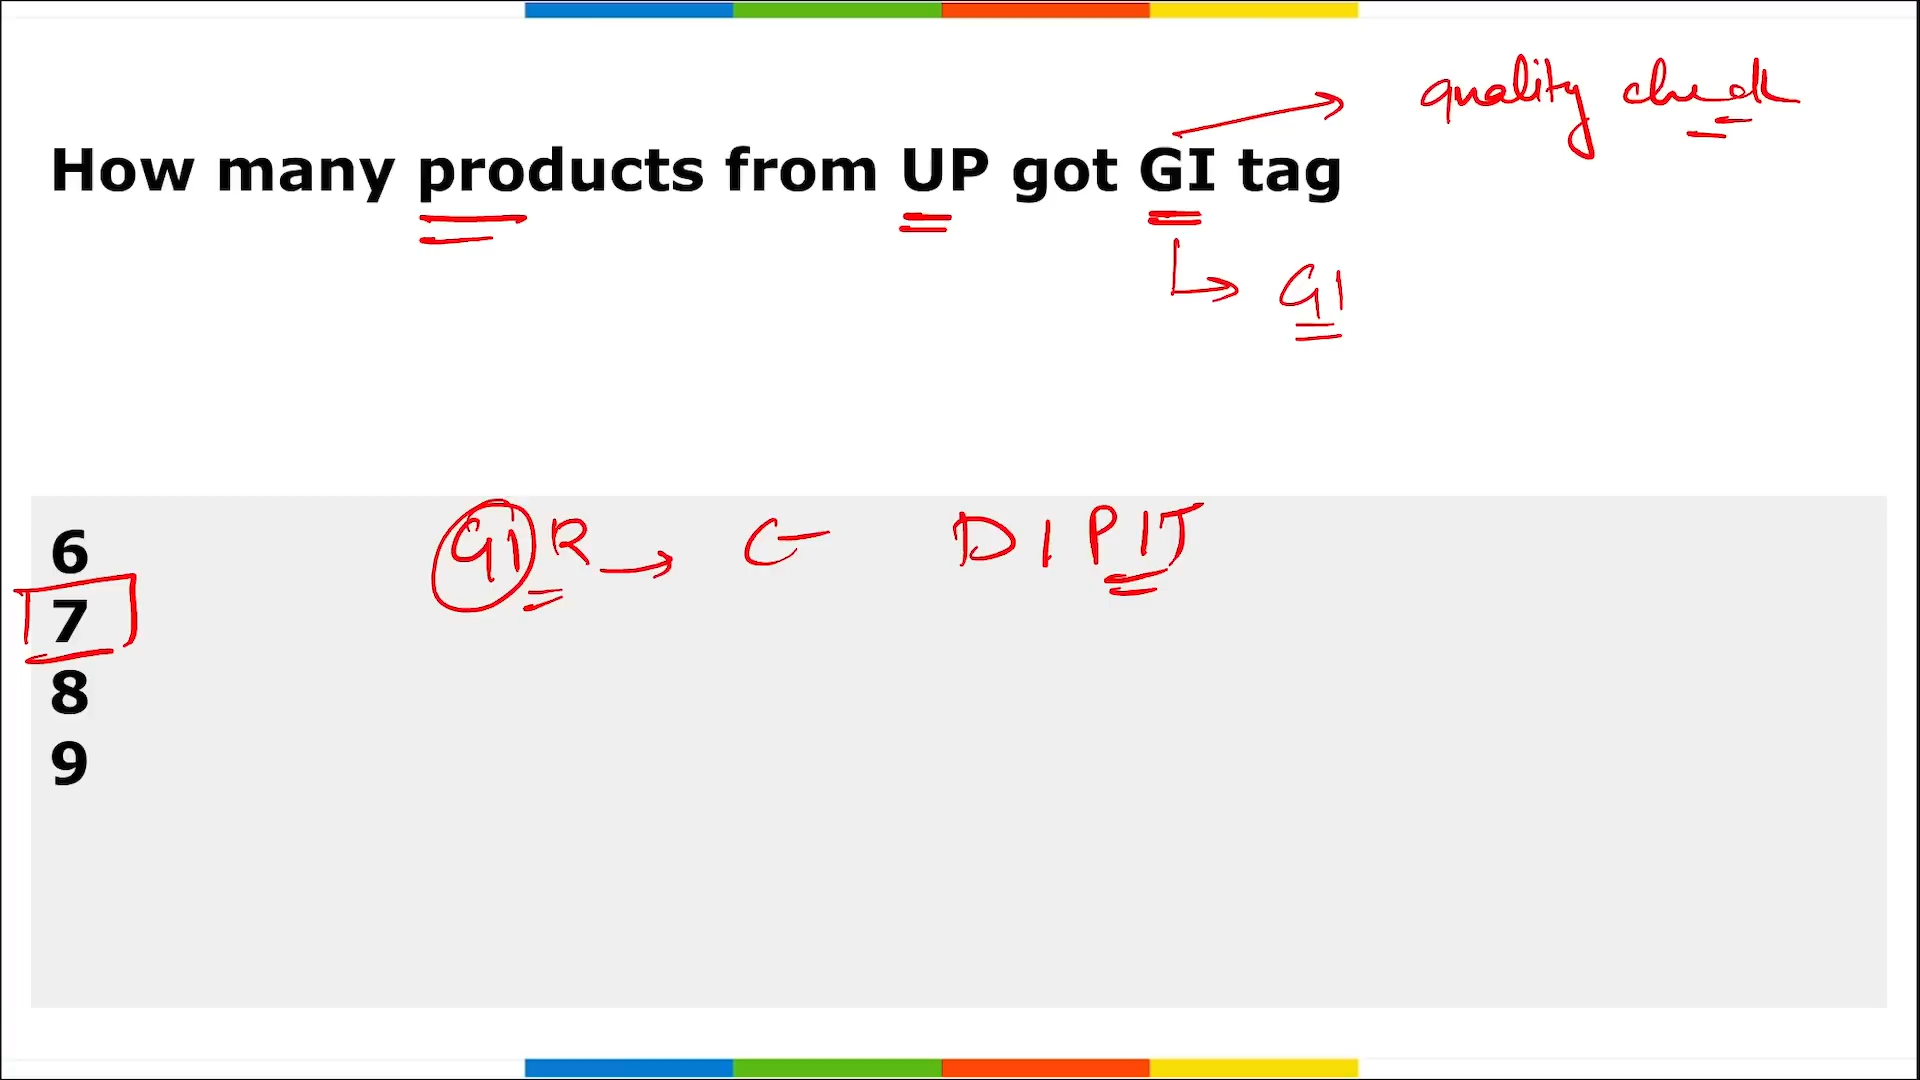 quality check
How many products from UP got GI tag
GI
6
GIR → G DIPIT
7
8
9